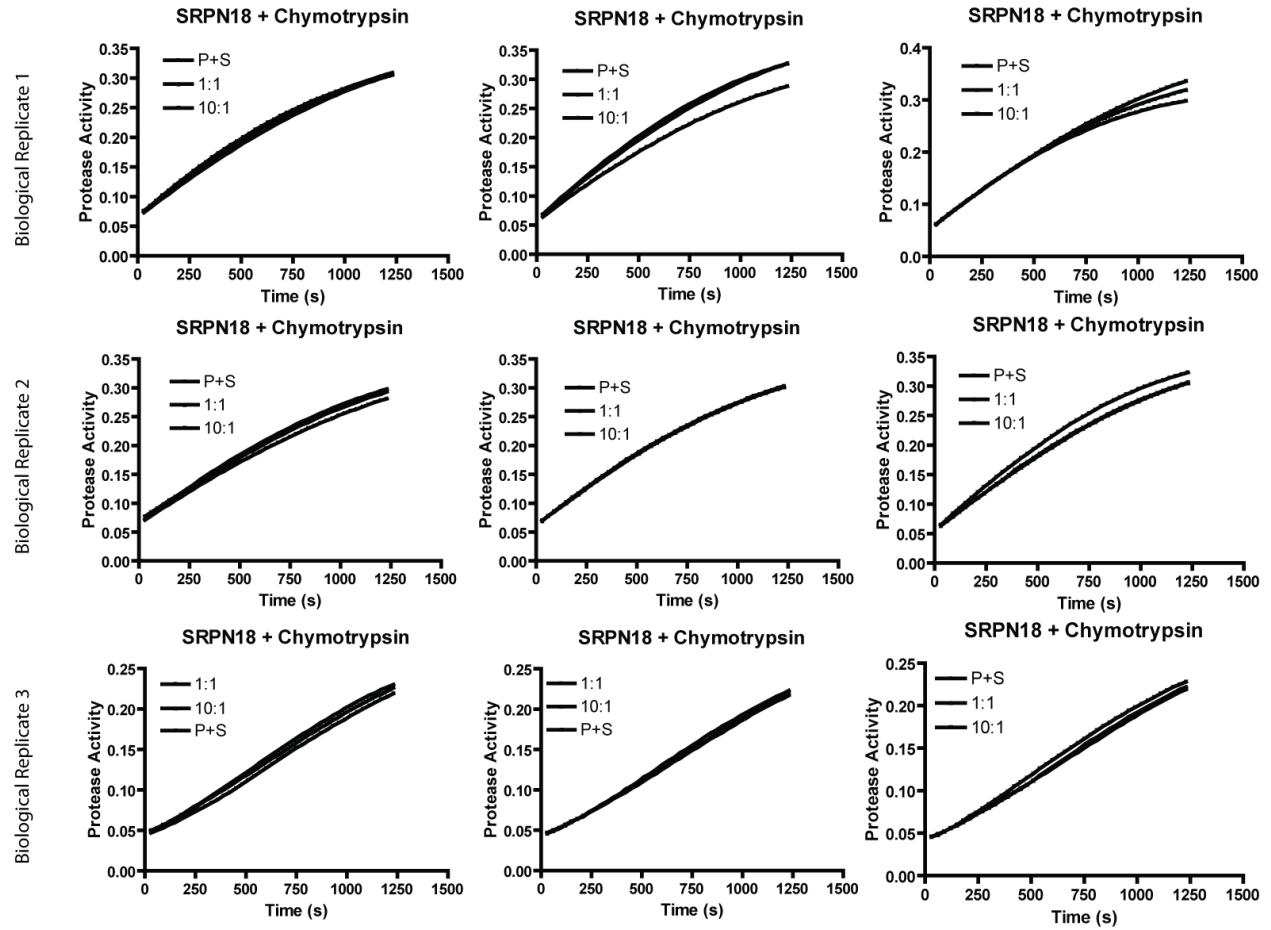 Biological Replicate 1
SRPN18 + Chymotrypsin
Protease Activity
0.35
0.30
0.25
0.20
0.15
0.10
0.05
0.00
P+S
1:1
10:1
0 250 500 750 1000 1250 1500
Time (s)
SRPN18 + Chymotrypsin
Protease Activity
0.35
0.30
0.25
0.20
0.15
0.10
0.05
0.00
P+S
1:1
10:1
0 250 500 750 1000 1250 1500
Time (s)
SRPN18 + Chymotrypsin
Protease Activity
0.4
0.3
0.2
0.1
0.0
P+S
1:1
10:1
0 250 500 750 1000 1250 1500
Time (s)
Biological Replicate 2
SRPN18 + Chymotrypsin
Protease Activity
0.35
0.30
0.25
0.20
0.15
0.10
0.05
0.00
P+S
1:1
10:1
0 250 500 750 1000 1250 1500
Time (s)
SRPN18 + Chymotrypsin
Protease Activity
0.35
0.30
0.25
0.20
0.15
0.10
0.05
0.00
P+S
1:1
10:1
0 250 500 750 1000 1250 1500
Time (s)
SRPN18 + Chymotrypsin
Protease Activity
0.35
0.30
0.25
0.20
0.15
0.10
0.05
0.00
P+S
1:1
10:1
0 250 500 750 1000 1250 1500
Time (s)
Biological Replicate 3
SRPN18 + Chymotrypsin
Protease Activity
0.25
0.20
0.15
0.10
0.05
0.00
1:1
10:1
P+S
0 250 500 750 1000 1250 1500
Time (s)
SRPN18 + Chymotrypsin
Protease Activity
0.25
0.20
0.15
0.10
0.05
0.00
1:1
10:1
P+S
0 250 500 750 1000 1250 1500
Time (s)
SRPN18 + Chymotrypsin
Protease Activity
0.25
0.20
0.15
0.10
0.05
0.00
P+S
1:1
10:1
0 250 500 750 1000 1250 1500
Time (s)